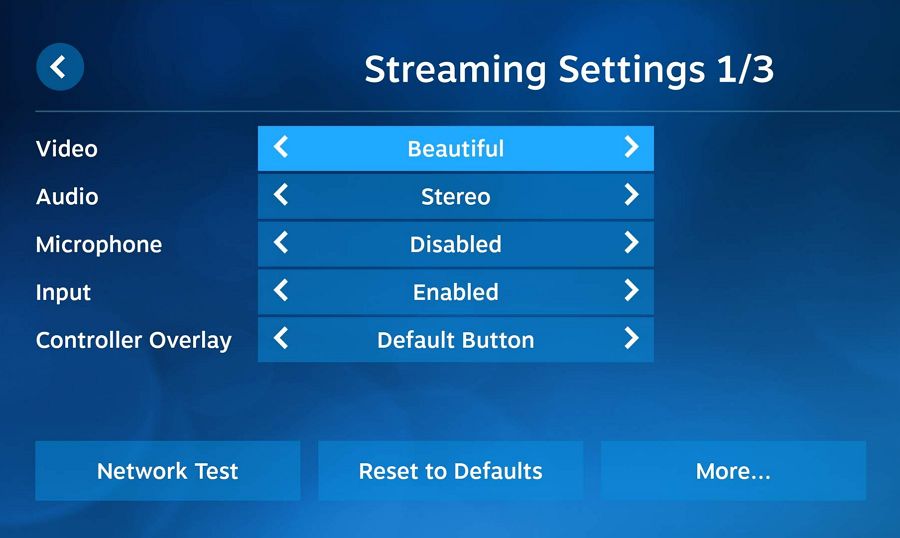 Streaming Settings 1/3
Video
Beautiful
Audio
Stereo
Microphone
Disabled
Input
Enabled
Controller Overlay
Default Button
Network Test
Reset to Defaults
More...